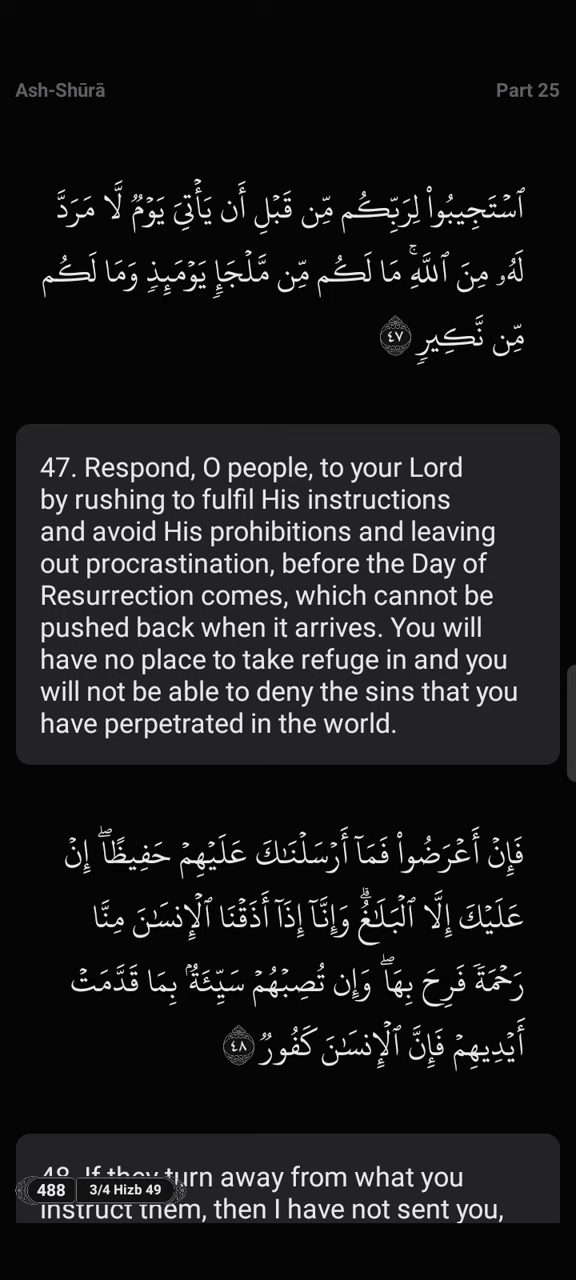 Ash-Shūrā
Part 25
ٱسْتَجِيبُوا۟ لِرَبِّكُم مِّن قَبْلِ أَن يَأْتِىَ يَوْمٌ لَّا مَرَدَّ
لَهُۥ مِنَ ٱللَّهِ ۚ مَا لَكُم مِّن مَّلْجَإٍ يَوْمَئِذٍ وَمَا لَكُم
مِّن نَّكِيرٍ ٤٧
47. Respond, O people, to your Lord
by rushing to fulfil His instructions
and avoid His prohibitions and leaving
out procrastination, before the Day of
Resurrection comes, which cannot be
pushed back when it arrives. You will
have no place to take refuge in and you
will not be able to deny the sins that you
have perpetrated in the world.
فَإِنْ أَعْرَضُوا۟ فَمَآ أَرْسَلْنَـٰكَ عَلَيْهِمْ حَفِيظًا ۖ إِنْ
عَلَيْكَ إِلَّا ٱلْبَلَـٰغُ ۗ وَإِنَّآ إِذَآ أَذَقْنَا ٱلْإِنسَـٰنَ مِنَّا
رَحْمَةً فَرِحَ بِهَا ۖ وَإِن تُصِبْهُمْ سَيِّئَةٌۢ بِمَا قَدَّمَتْ
أَيْدِيهِمْ فَإِنَّ ٱلْإِنسَـٰنَ كَفُورٌ ٤٨
48. If they turn away from what you
instruct them, then I have not sent you,
488
3/4 Hizb 49